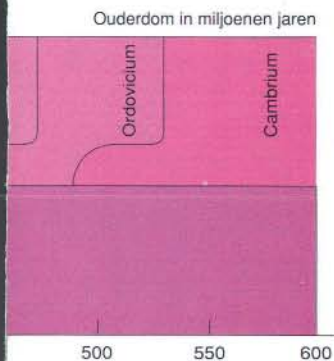 Ouderdom in miljoenen jaren
Ordovicium
Cambrium
500
550
600